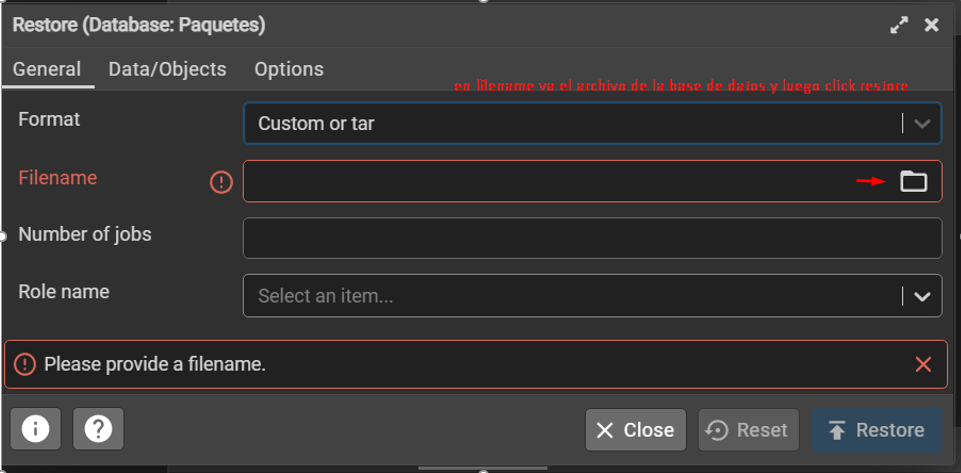 Restore (Database: Paquetes)
General Data/Objects Options
en filename va el archivo de la base de datos y luego click restore
Format
Custom or tar
Filename
Number of jobs
Role name
Select an item...
Please provide a filename.
Close Reset Restore